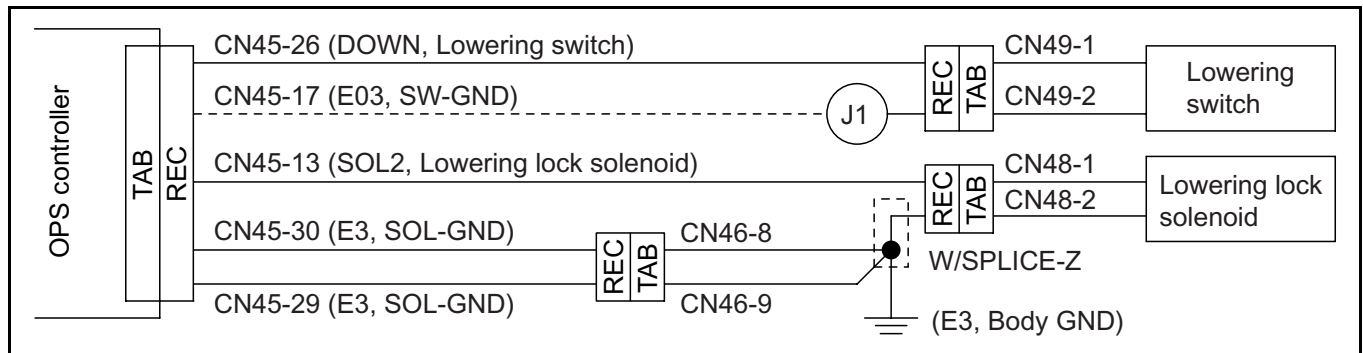 OPS controller
TAB
REC
CN45-26 (DOWN, Lowering switch)
CN45-17 (E03, SW-GND)
J1
REC
TAB
CN49-1
CN49-2
Lowering
switch
CN45-13 (SOL2, Lowering lock solenoid)
REC
TAB
CN48-1
CN48-2
Lowering lock
solenoid
CN45-30 (E3, SOL-GND)
CN45-29 (E3, SOL-GND)
REC
TAB
CN46-8
CN46-9
W/SPLICE-Z
(E3, Body GND)